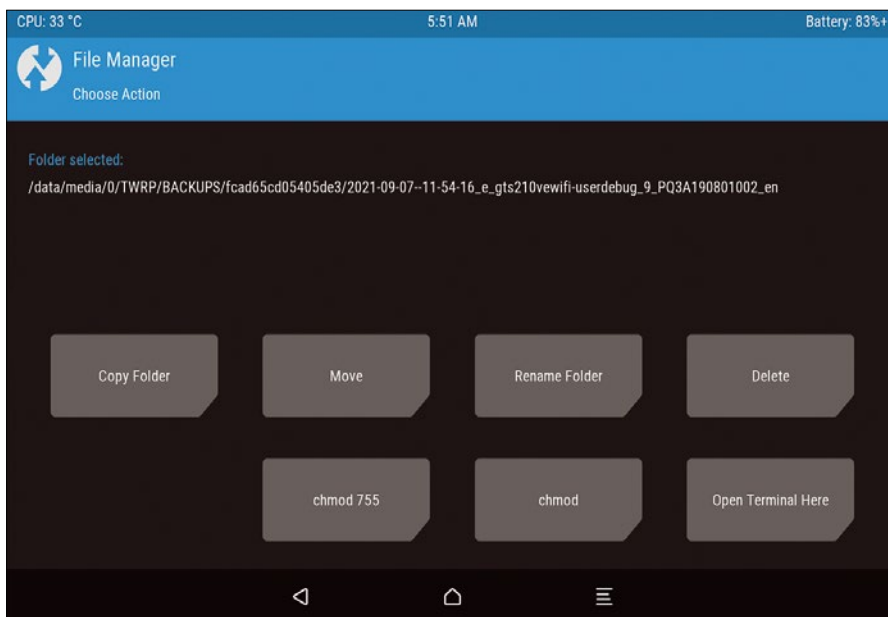 CPU: 33 °C 5:51 AM Battery: 83%+
File Manager
Choose Action
Folder selected:
/data/media/0/TWRP/BACKUPS/fcad65cd05405de3/2021-09-07--11-54-16_e_gts210vewifi-userdebug_9_PQ3A190801002_en
Copy Folder Move Rename Folder Delete
chmod 755 chmod Open Terminal Here